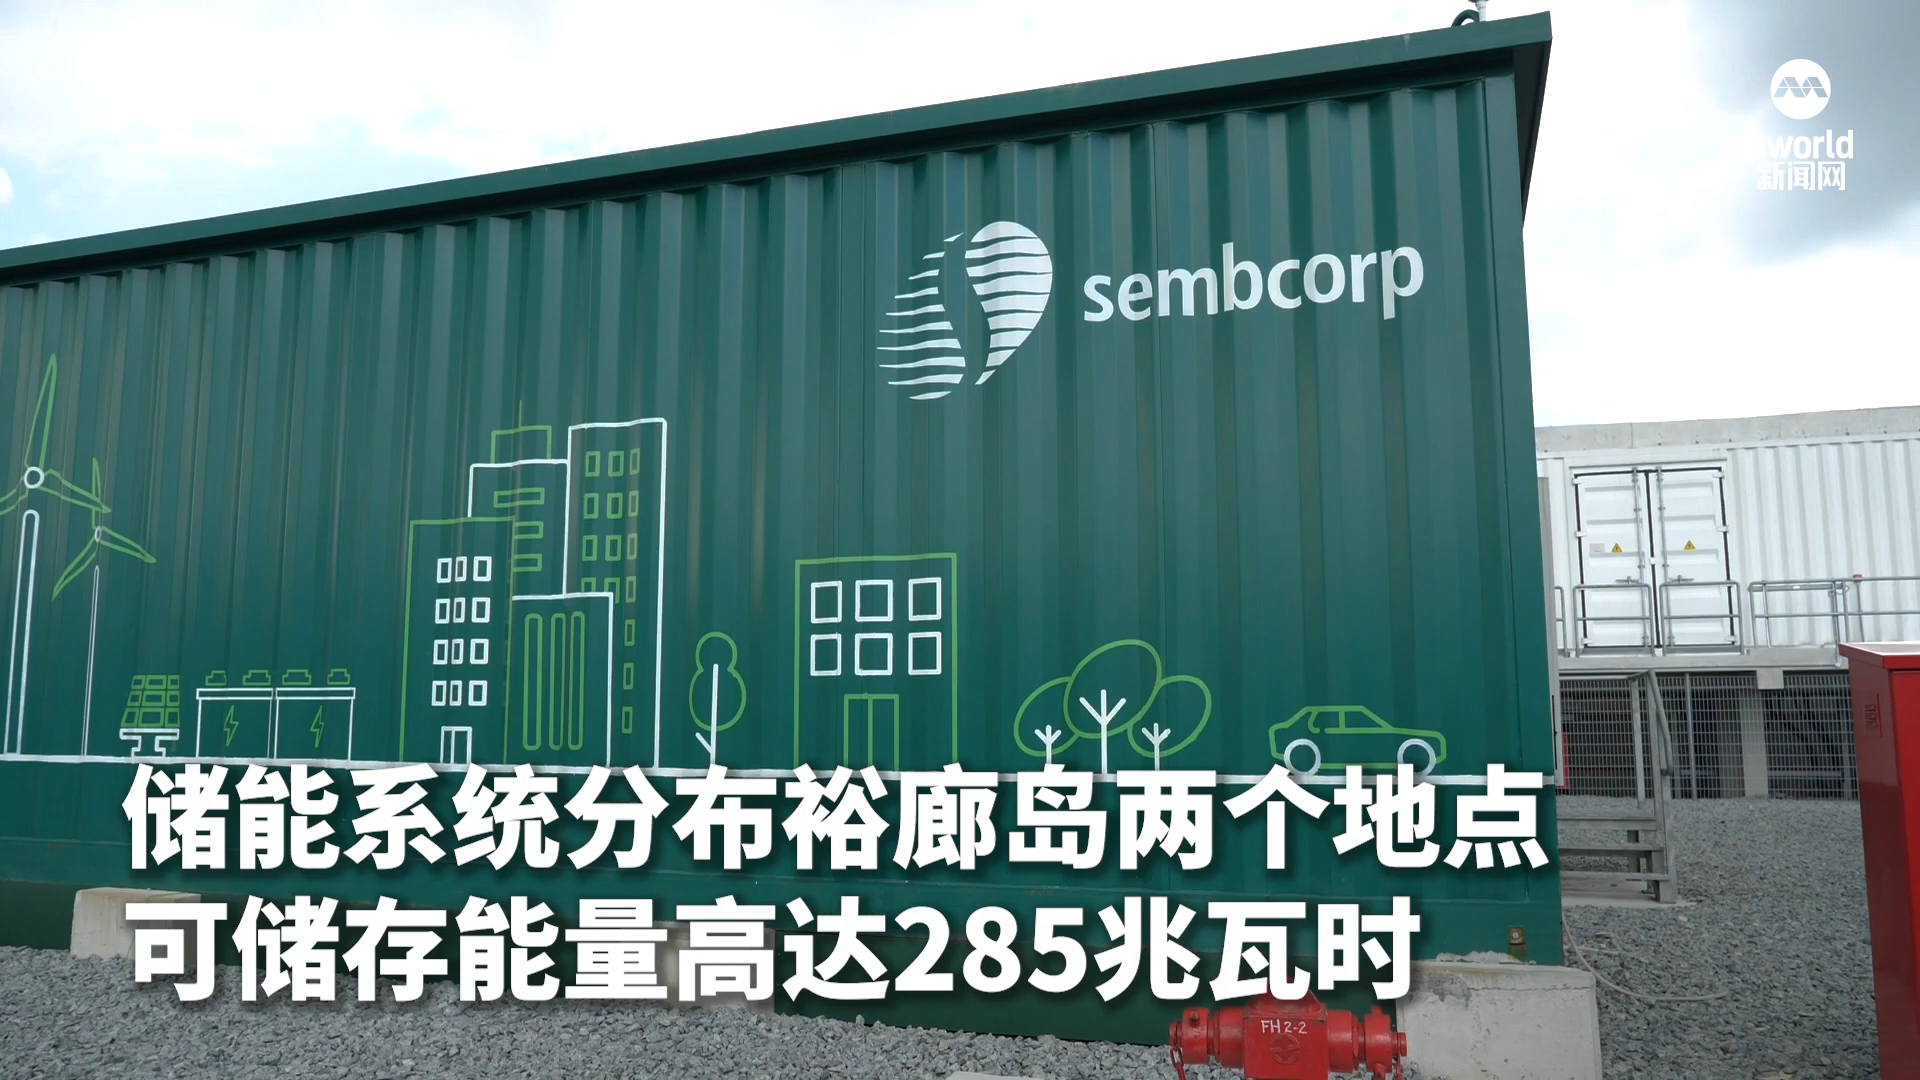 world
新闻网
sembcorp
储能系统分布裕廊岛两个地点
可储存能量高达285兆瓦时
FH 2-2